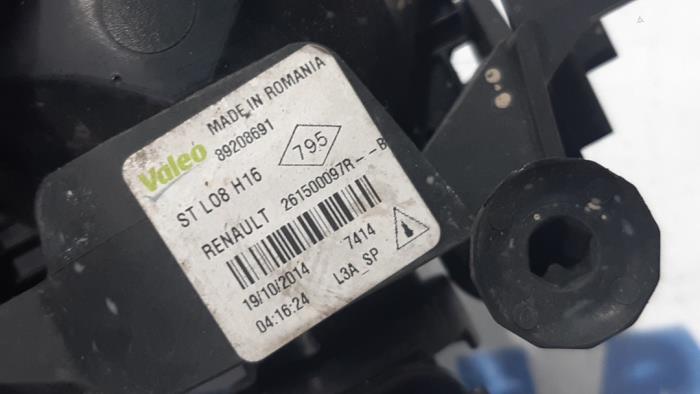 MADE IN ROMANIA
Valeo 89208691
795
ST L08 H16
RENAULT 261500097R--B
19/10/2014 7414
04:16:24 L3A_SP